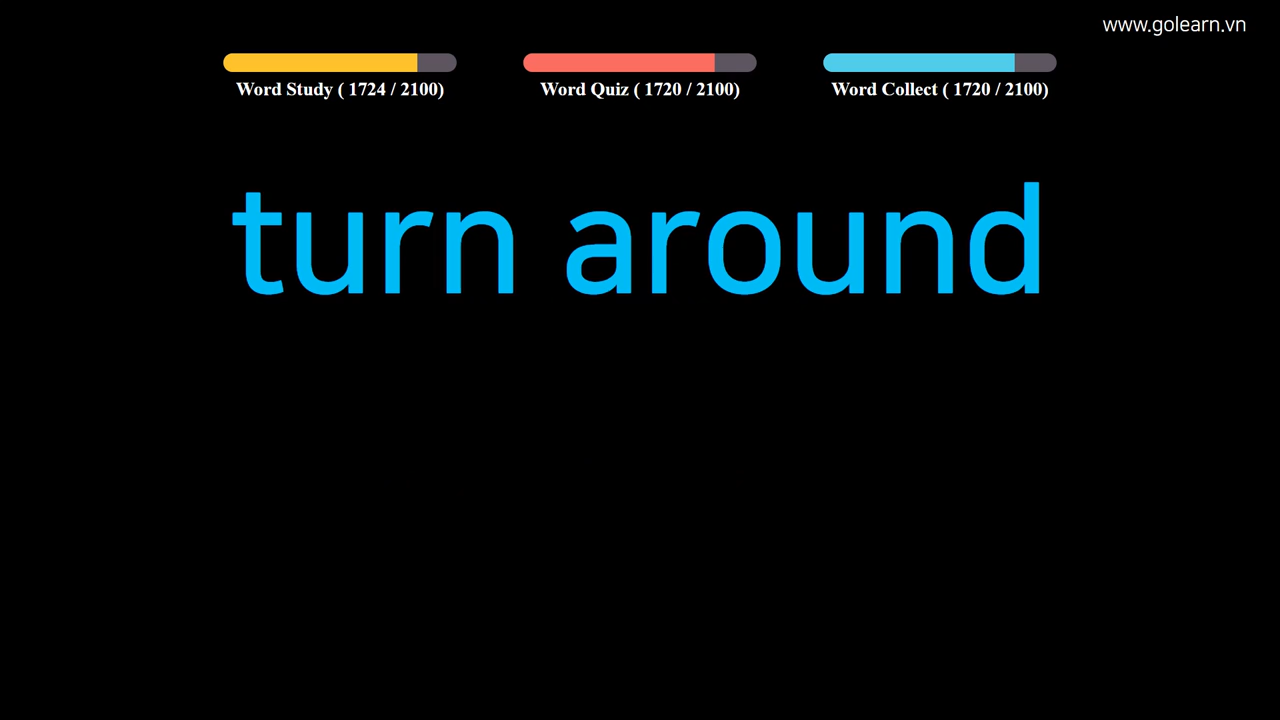 www.golearn.vn
Word Study ( 1724 / 2100)
Word Quiz ( 1720 / 2100)
Word Collect ( 1720 / 2100)
turn around